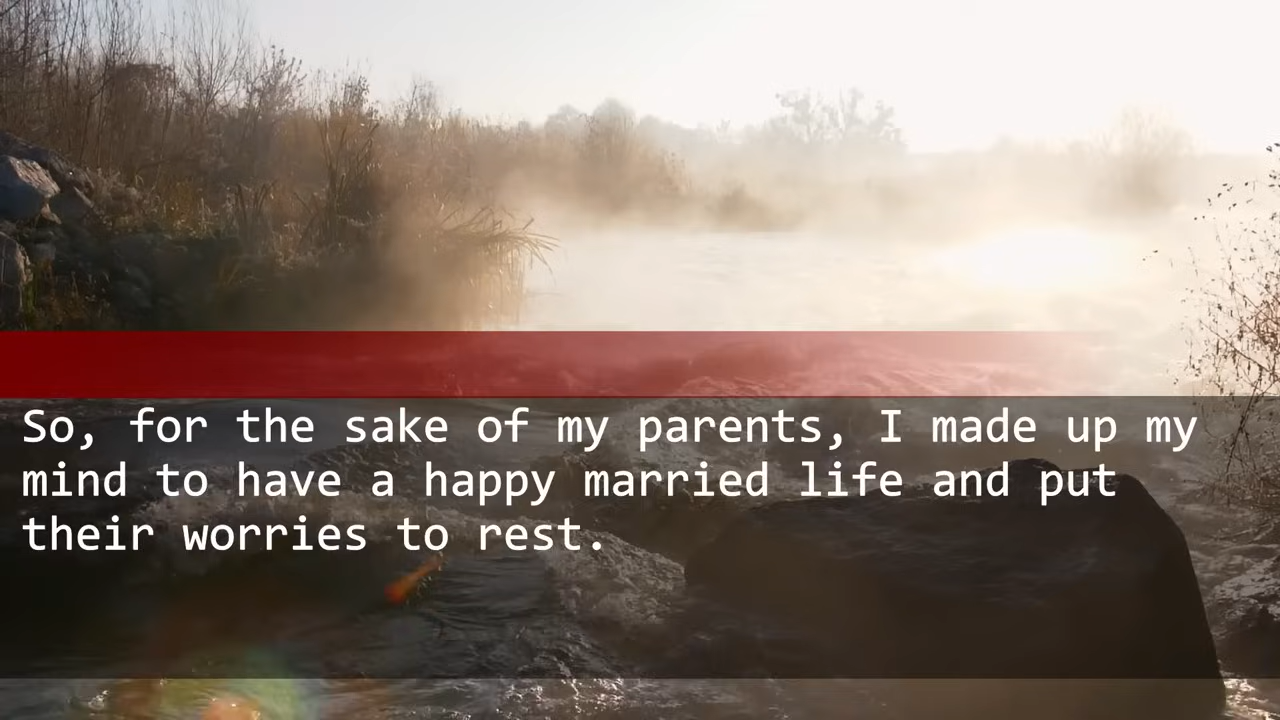 So, for the sake of my parents, I made up my
mind to have a happy married life and put
their worries to rest.